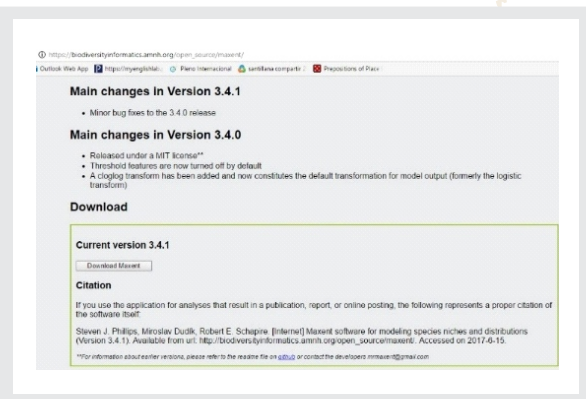 https://biodiversityinformatics.amnh.org/open_source/maxent/
Outlook Web App https://myenglishlab Pleno Internacional santillana compartir Prepositions of Place
Main changes in Version 3.4.1
• Minor bug fixes to the 3.4.0 release
Main changes in Version 3.4.0
• Released under a MIT license**
• Threshold features are now turned off by default
• A cloglog transform has been added and now constitutes the default transformation for model output (formerly the logistic
transform)
Download
Current version 3.4.1
Download Maxent
Citation
If you use the application for analyses that result in a publication, report, or online posting, the following represents a proper citation of
the software itself:
Steven J. Phillips, Miroslav Dudík, Robert E. Schapire. [Internet] Maxent software for modeling species niches and distributions
(Version 3.4.1). Available from url: http://biodiversityinformatics.amnh.org/open_source/maxent/. Accessed on 2017-6-15.
**For information about earlier versions, please refer to the readme file on github or contact the developers mrmaxent@gmail.com